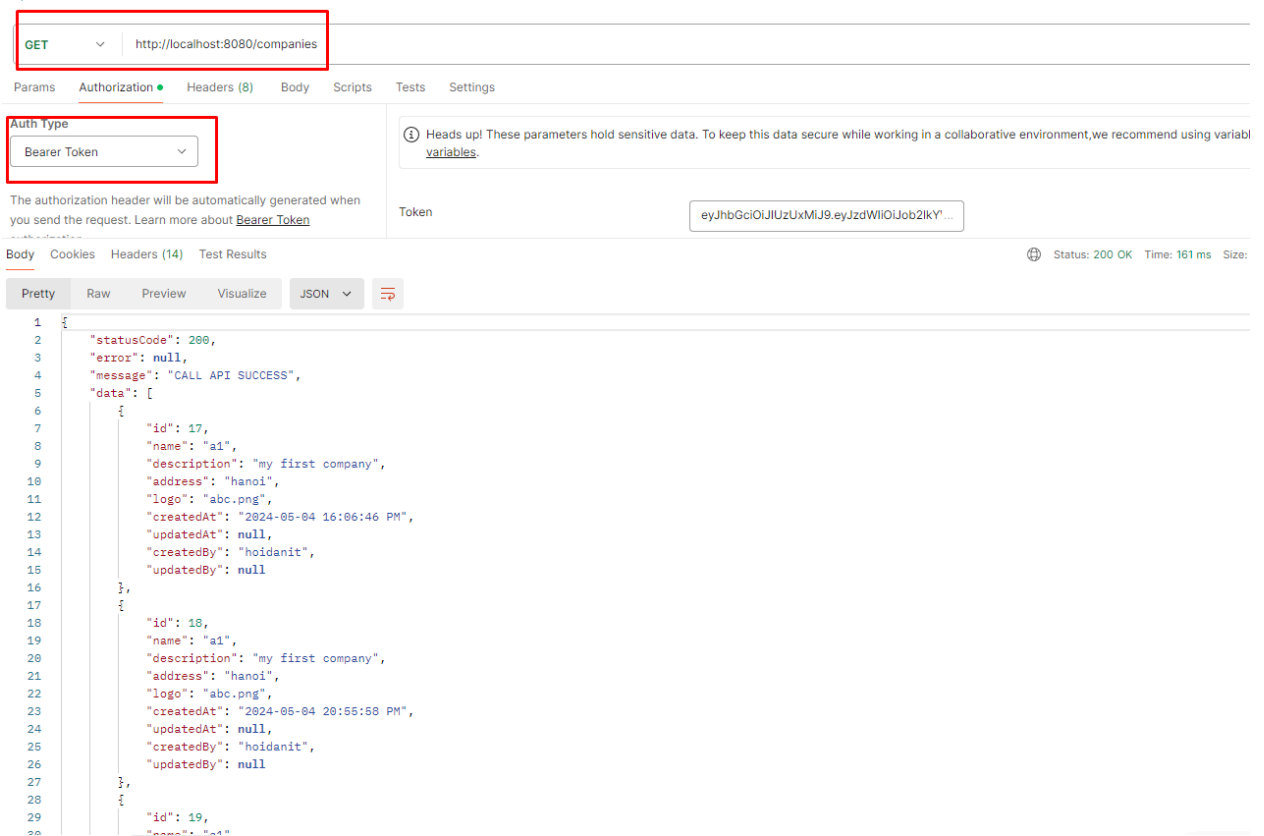 GET http://localhost:8080/companies
Params Authorization Headers (8) Body Scripts Tests Settings
Auth Type
Bearer Token
Heads up! These parameters hold sensitive data. To keep this data secure while working in a collaborative environment,we recommend using
variables.
The authorization header will be automatically generated when
you send the request. Learn more about Bearer Token
Token
eyJhbGciOiJIUzUxMiJ9.eyJzdWIiOiJob2lkY'...
Body Cookies Headers (14) Test Results
Status: 200 OK Time: 161 ms Size:
Pretty Raw Preview Visualize JSON
1 {
2 "statusCode": 200,
3 "error": null,
4 "message": "CALL API SUCCESS",
5 "data": [
6 {
7 "id": 17,
8 "name": "a1",
9 "description": "my first company",
10 "address": "hanoi",
11 "logo": "abc.png",
12 "createdAt": "2024-05-04 16:06:46 PM",
13 "updatedAt": null,
14 "createdBy": "hoidanit",
15 "updatedBy": null
16 },
17 {
18 "id": 18,
19 "name": "a1",
20 "description": "my first company",
21 "address": "hanoi",
22 "logo": "abc.png",
23 "createdAt": "2024-05-04 20:55:58 PM",
24 "updatedAt": null,
25 "createdBy": "hoidanit",
26 "updatedBy": null
27 },
28 {
29 "id": 19,